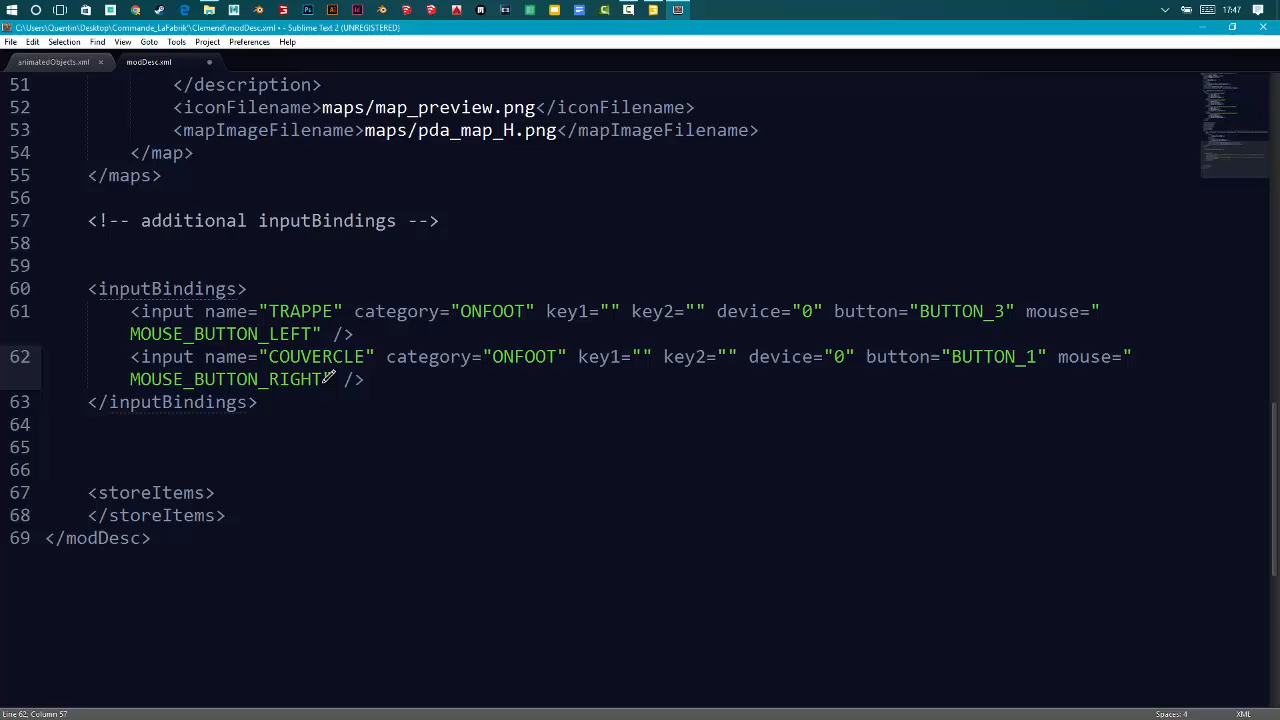 17:47
C:\Users\Quentin\Desktop\Commande_LaFabrik\Clemend\modDesc.xml • - Sublime Text 2 (UNREGISTERED)
File Edit Selection Find View Goto Tools Project Preferences Help
animatedObjects.xml × modDesc.xml
51 </description>
52 <iconFilename>maps/map_preview.png</iconFilename>
53 <mapImageFilename>maps/pda_map_H.png</mapImageFilename>
54 </map>
55 </maps>
56
57 <!-- additional inputBindings -->
58
59
60 <inputBindings>
61 <input name="TRAPPE" category="ONFOOT" key1="" key2="" device="0" button="BUTTON_3" mouse="
MOUSE_BUTTON_LEFT" />
62 <input name="COUVERCLE" category="ONFOOT" key1="" key2="" device="0" button="BUTTON_1" mouse="
MOUSE_BUTTON_RIGHT" />
63 </inputBindings>
64
65
66
67 <storeItems>
68 </storeItems>
69 </modDesc>
Line 62, Column 57 Spaces: 4 XML